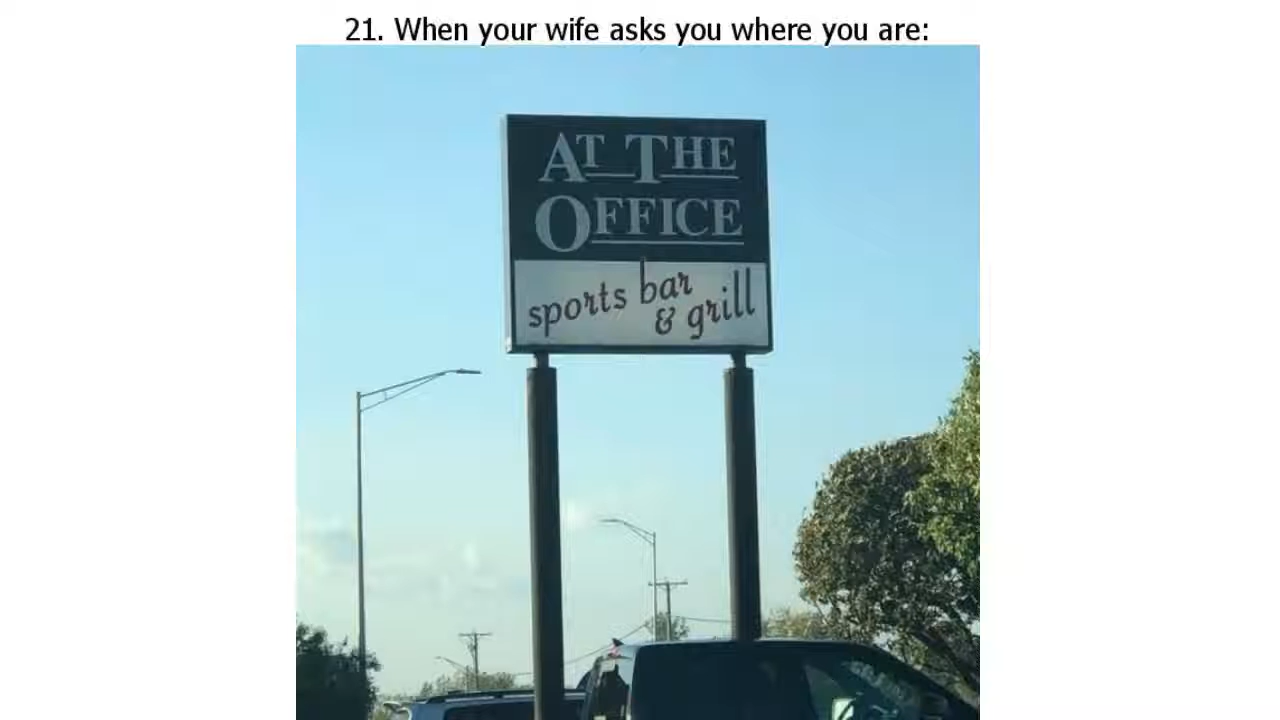 21. When your wife asks you where you are:
AT THE
OFFICE
sports bar
& grill